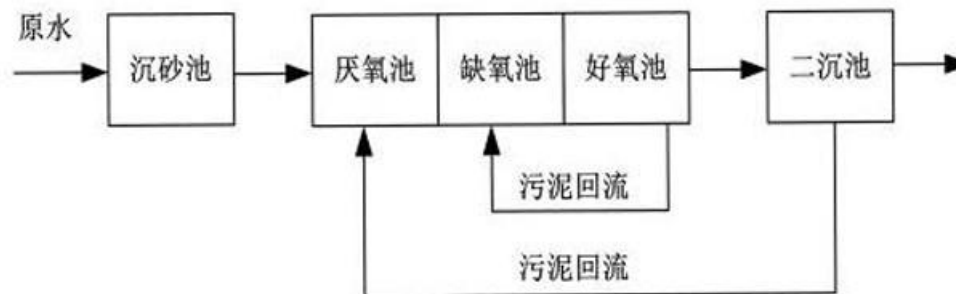 原水
沉砂池
厌氧池
缺氧池
好氧池
二沉池
污泥回流
污泥回流